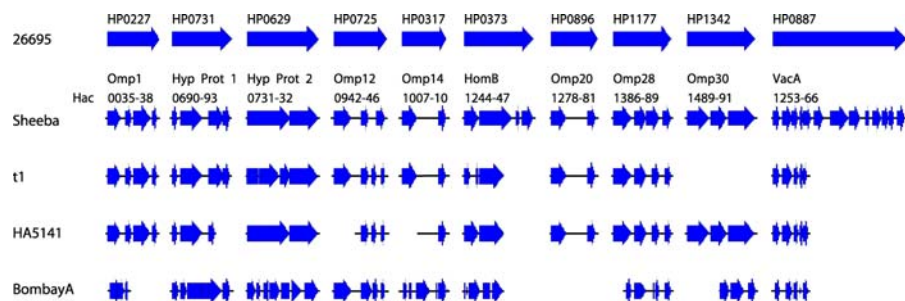 HP0227 HP0731 HP0629 HP0725 HP0317 HP0373 HP0896 HP1177 HP1342 HP0887
26695
Omp1 Hyp Prot 1 Hyp Prot 2 Omp12 Omp14 HomB Omp20 Omp28 Omp30 VacA
Hac 0035-38 0690-93 0731-32 0942-46 1007-10 1244-47 1278-81 1386-89 1489-91 1253-66
Sheeba
t1
HA5141
BombayA